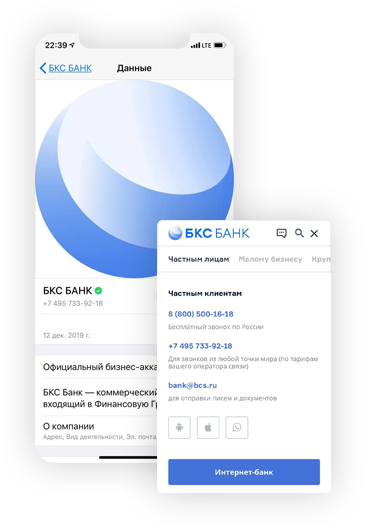 22:39
LTE
БКС БАНК
Данные
БКС БАНК
+7 495 733-92-18
12 дек. 2019 г.
Официальный бизнес-акка
БКС Банк — коммерческий
входящий в Финансовую Гр
О компании
Адрес, Вид деятельности, Эл. почта,
БКС БАНК
Частным лицам
Малому бизнесу
Круп
Частным клиентам
8 (800) 500-16-18
Бесплатный звонок по России
+7 495 733-92-18
Для звонков из любой точки мира (по тарифам
вашего оператора связи)
bank@bcs.ru
для отправки писем и документов
Интернет-банк